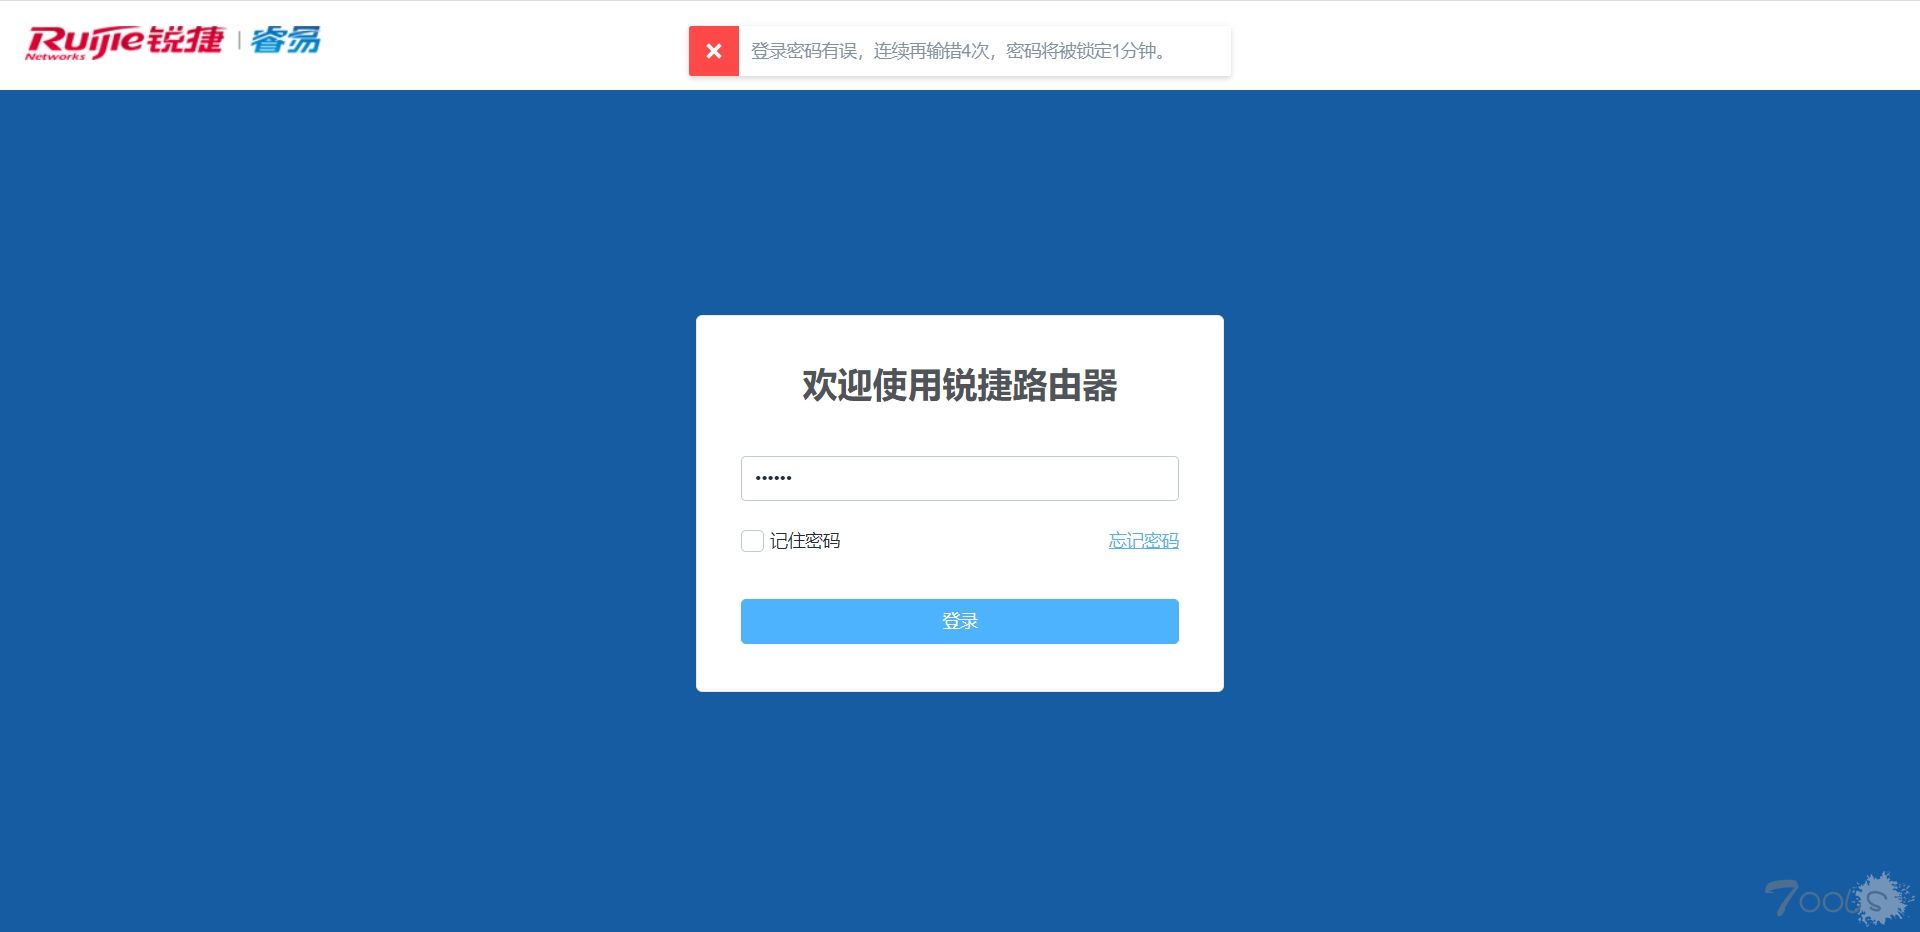 Ruijie锐捷 | 睿易
Networks
登录密码有误，连续再输错4次，密码将被锁定1分钟。
欢迎使用锐捷路由器
••••••
记住密码
忘记密码
登录
7ooLS